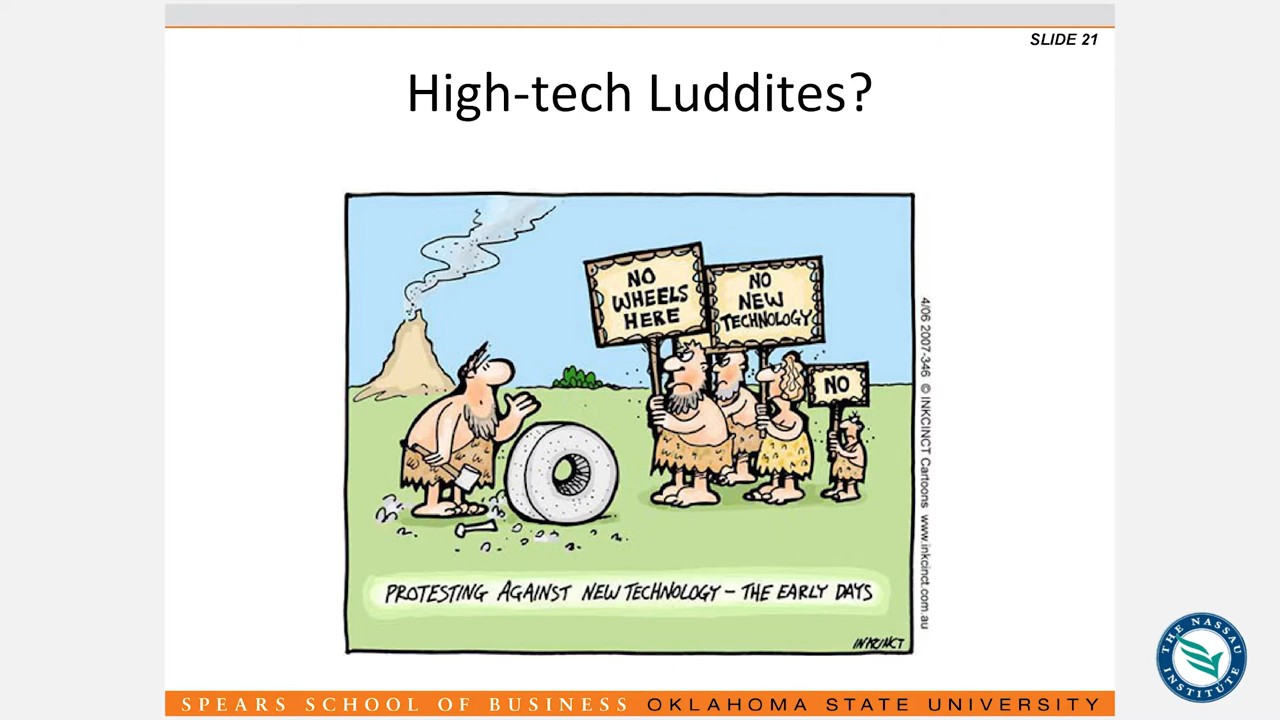 SLIDE 21
High-tech Luddites?
NO
WHEELS
HERE
NO
NEW
TECHNOLOGY
NO
4/06 2007-346 © INKCINCT Cartoons www.inkcinct.com.au
PROTESTING AGAINST NEW TECHNOLOGY – THE EARLY DAYS
INKCINCT
THE NASSAU
INSTITUTE
SPEARS SCHOOL OF BUSINESS OKLAHOMA STATE UNIVERSITY